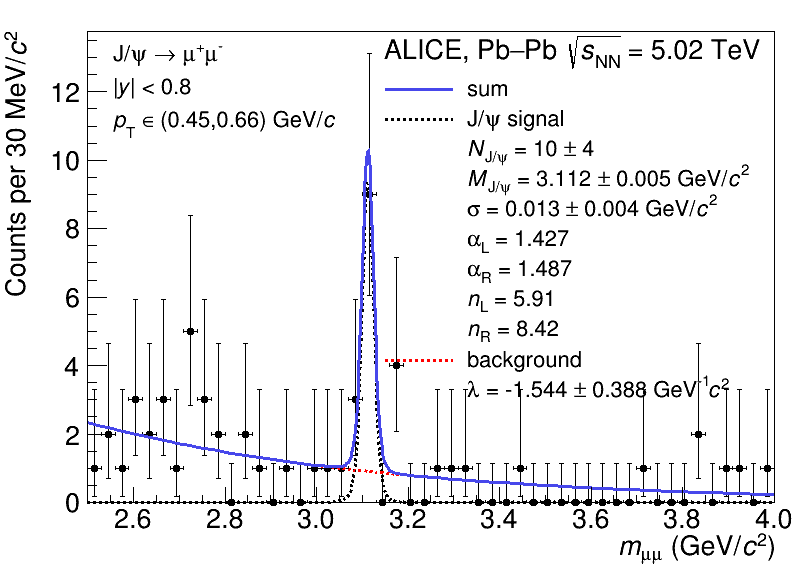 J/ψ → μ⁺μ⁻
|y| < 0.8
p_T ∈ (0.45,0.66) GeV/c
ALICE, Pb–Pb √s_NN = 5.02 TeV
sum
J/ψ signal
N_J/ψ = 10 ± 4
M_J/ψ = 3.112 ± 0.005 GeV/c²
σ = 0.013 ± 0.004 GeV/c²
α_L = 1.427
α_R = 1.487
n_L = 5.91
n_R = 8.42
background
λ = -1.544 ± 0.388 GeV⁻¹c²
Counts per 30 MeV/c²
12
10
8
6
4
2
0
2.6 2.8 3.0 3.2 3.4 3.6 3.8 4.0
m_μμ (GeV/c²)